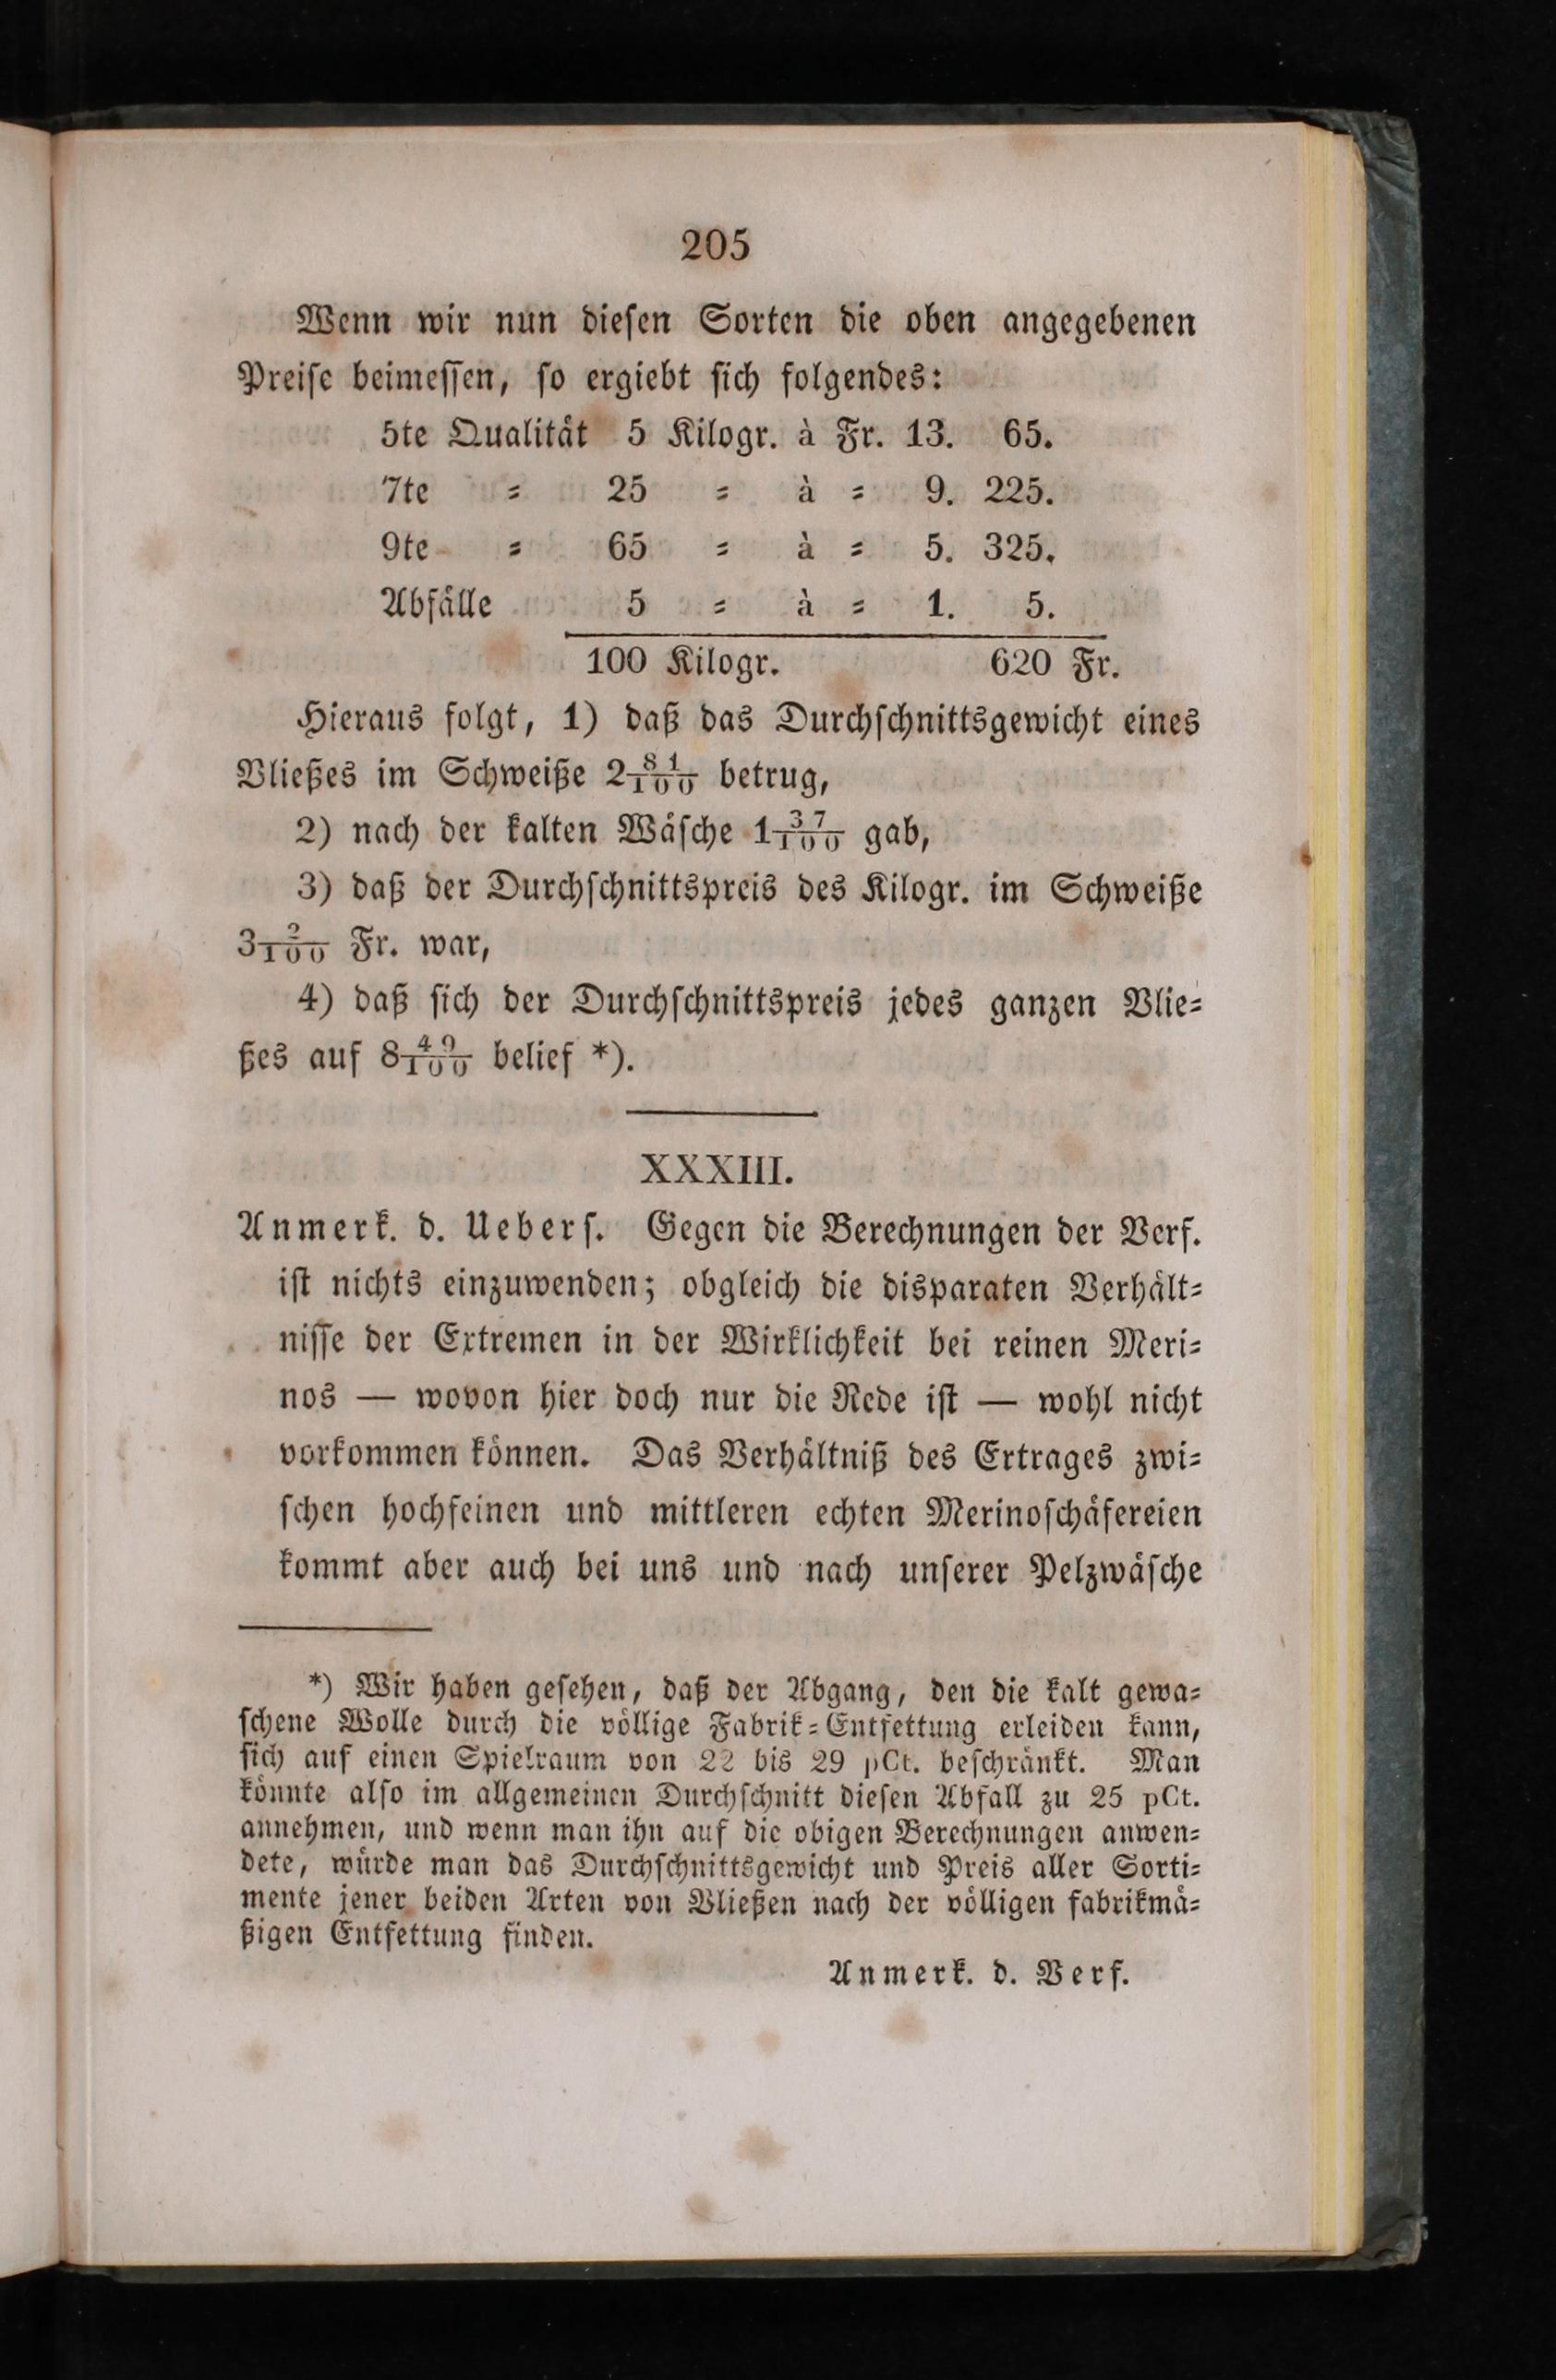 205
Wenn wir nun dieſen Sorten die oben angegebenen
Preiſe beimeſſen, ſo ergiebt ſich folgendes:
5te Qualität 5 Kilogr. à Fr. 13. 65.
7te = 25 = à = 9. 225.
9te = 65 = à = 5. 325.
Abfälle 5 = à = 1. 5.
100 Kilogr. 620 Fr.
Hieraus folgt, 1) daß das Durchſchnittsgewicht eines
Vließes im Schweiße 2 81/100 betrug,
2) nach der kalten Wäſche 1 37/100 gab,
3) daß der Durchſchnittspreis des Kilogr. im Schweiße
3 2/100 Fr. war,
4) daß ſich der Durchſchnittspreis jedes ganzen Vlie=
ßes auf 8 49/100 belief *).
XXXIII.
Anmerk. d. Ueberſ. Gegen die Berechnungen der Verf.
iſt nichts einzuwenden; obgleich die disparaten Verhält=
niſſe der Extremen in der Wirklichkeit bei reinen Meri=
nos — wovon hier doch nur die Rede iſt — wohl nicht
vorkommen können. Das Verhältniß des Ertrages zwi=
ſchen hochfeinen und mittleren echten Merinoſchäfereien
kommt aber auch bei uns und nach unſerer Pelzwäſche
*) Wir haben geſehen, daß der Abgang, den die kalt gewa=
ſchene Wolle durch die völlige Fabrik=Entfettung erleiden kann,
ſich auf einen Spielraum von 22 bis 29 pCt. beſchränkt. Man
könnte alſo im allgemeinen Durchſchnitt dieſen Abfall zu 25 pCt.
annehmen, und wenn man ihn auf die obigen Berechnungen anwen=
dete, würde man das Durchſchnittsgewicht und Preis aller Sorti=
mente jener beiden Arten von Vließen nach der völligen fabrikmä=
ßigen Entfettung finden.
Anmerk. d. Verf.